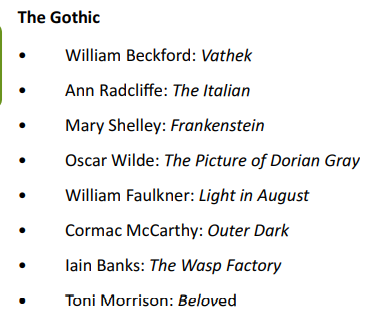 The Gothic
• William Beckford: Vathek
• Ann Radcliffe: The Italian
• Mary Shelley: Frankenstein
• Oscar Wilde: The Picture of Dorian Gray
• William Faulkner: Light in August
• Cormac McCarthy: Outer Dark
• Iain Banks: The Wasp Factory
• Toni Morrison: Beloved